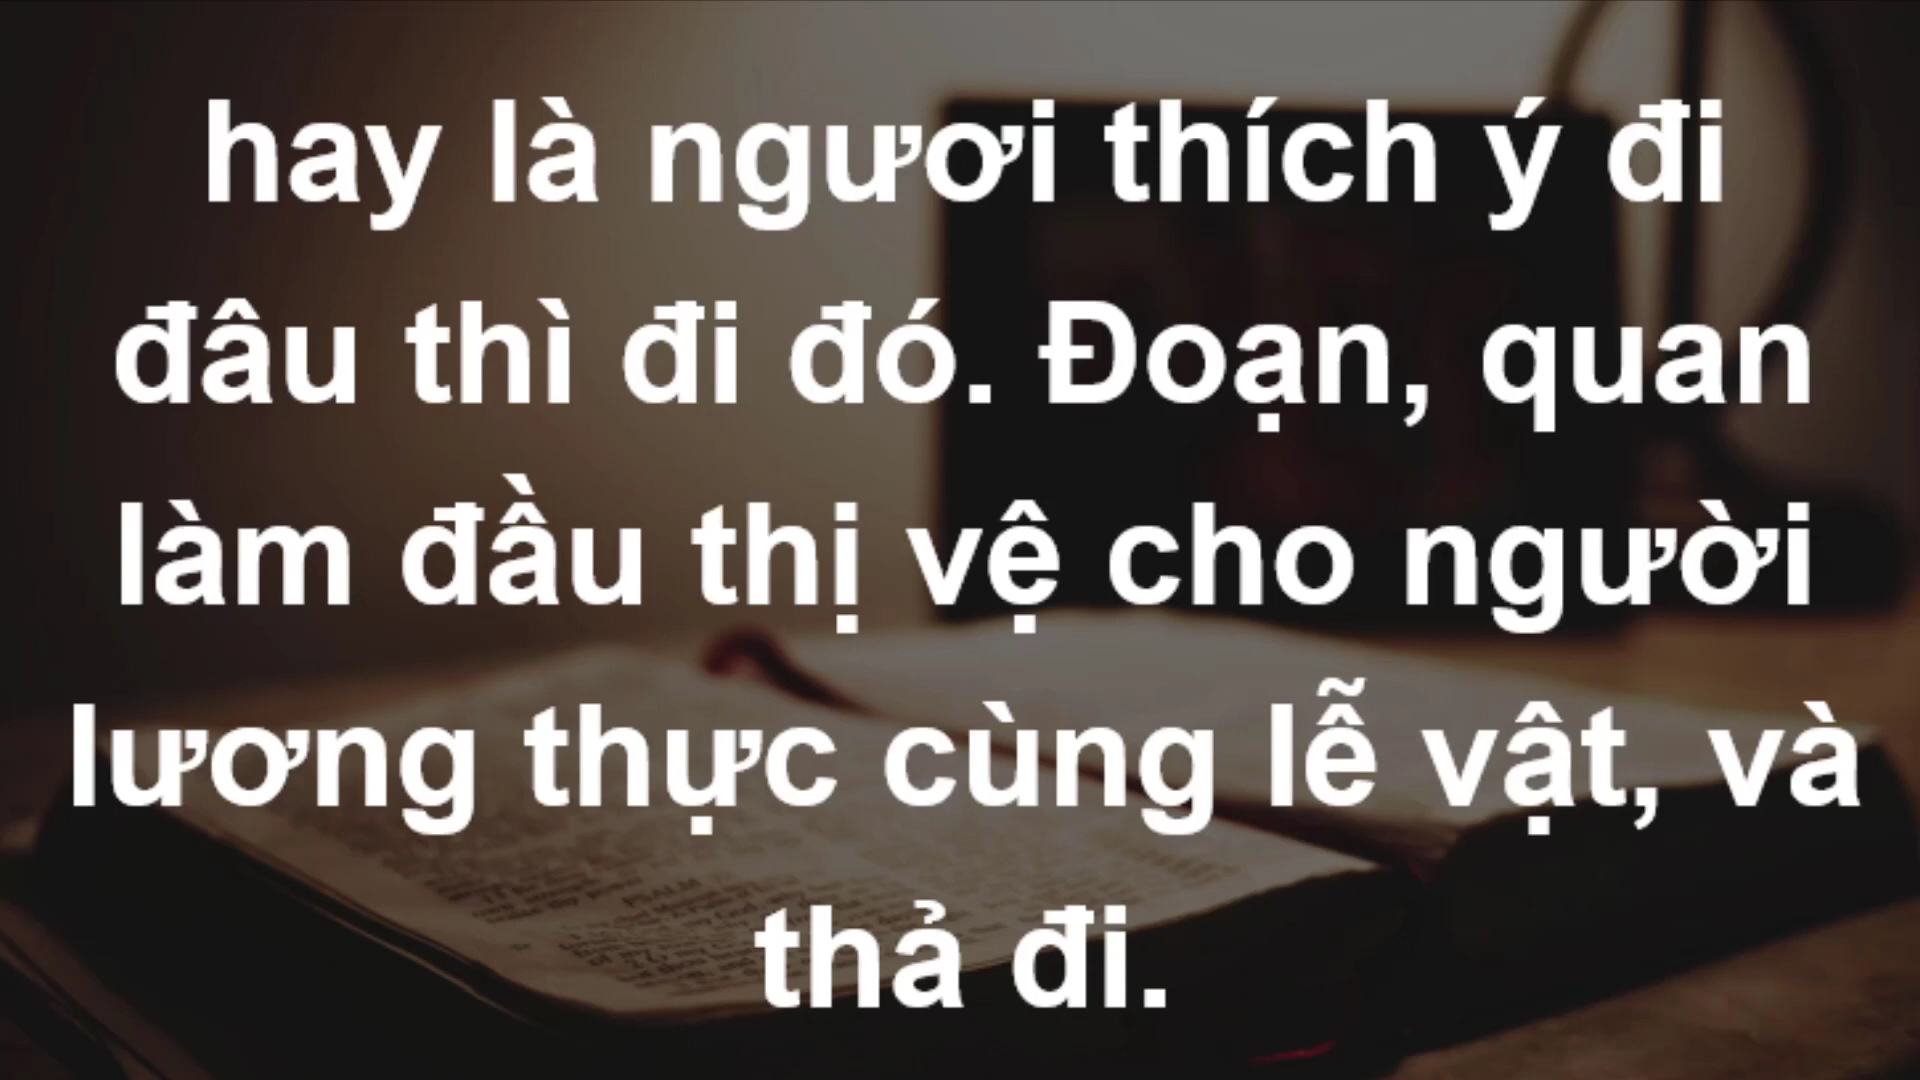 hay là ngươi thích ý đi
đâu thì đi đó. Đoạn, quan
làm đầu thị vệ cho người
lương thực cùng lễ vật, và
thả đi.